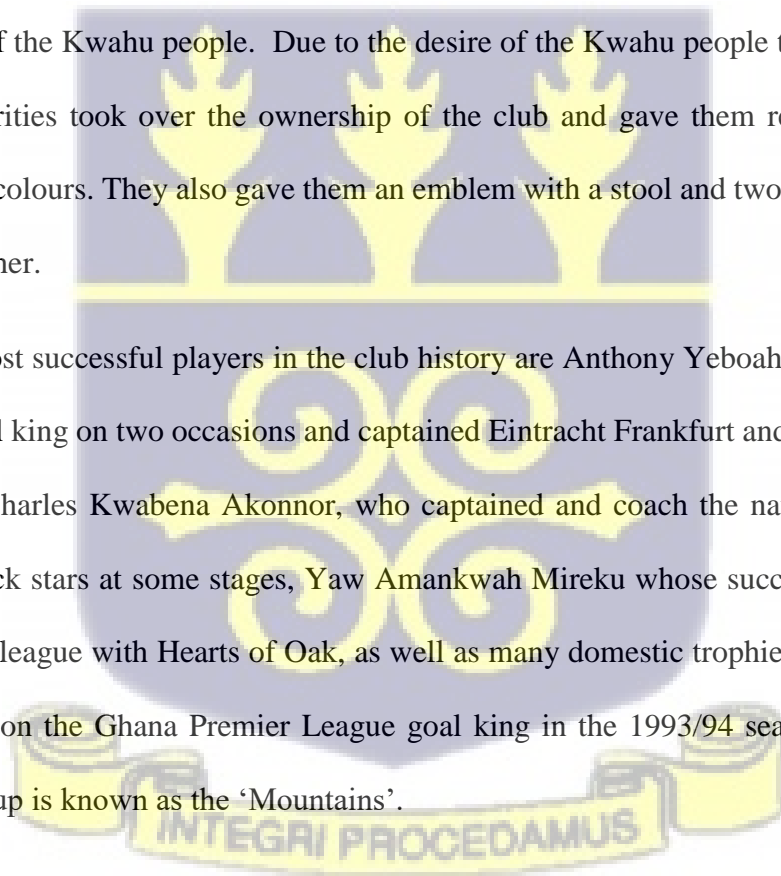 f the Kwahu people. Due to the desire of the Kwahu people t
rities took over the ownership of the club and gave them r
colours. They also gave them an emblem with a stool and two
her.
ost successful players in the club history are Anthony Yeboah
l king on two occasions and captained Eintracht Frankfurt and
harles Kwabena Akonnor, who captained and coach the na
ck stars at some stages, Yaw Amankwah Mireku whose succ
league with Hearts of Oak, as well as many domestic trophie
on the Ghana Premier League goal king in the 1993/94 sea
up is known as the ‘Mountains’.
INTEGRI PROCEDAMUS